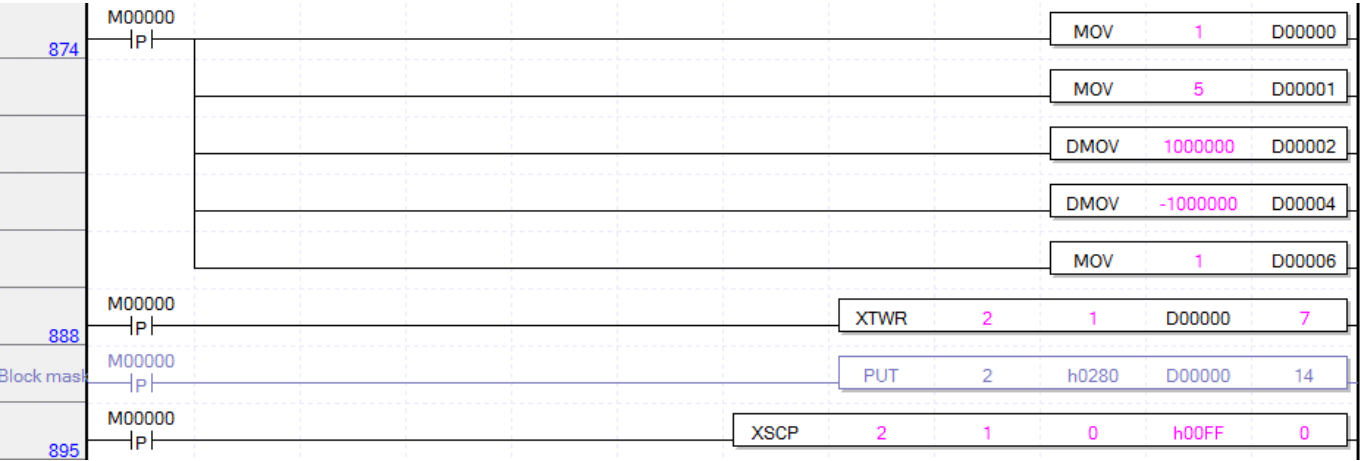 M00000
P MOV 1 D00000
874
MOV 5 D00001
DMOV 1000000 D00002
DMOV -1000000 D00004
MOV 1 D00006
M00000
P XTWR 2 1 D00000 7
888
M00000
Block mask P PUT 2 h0280 D00000 14
M00000
P XSCP 2 1 0 h00FF 0
895